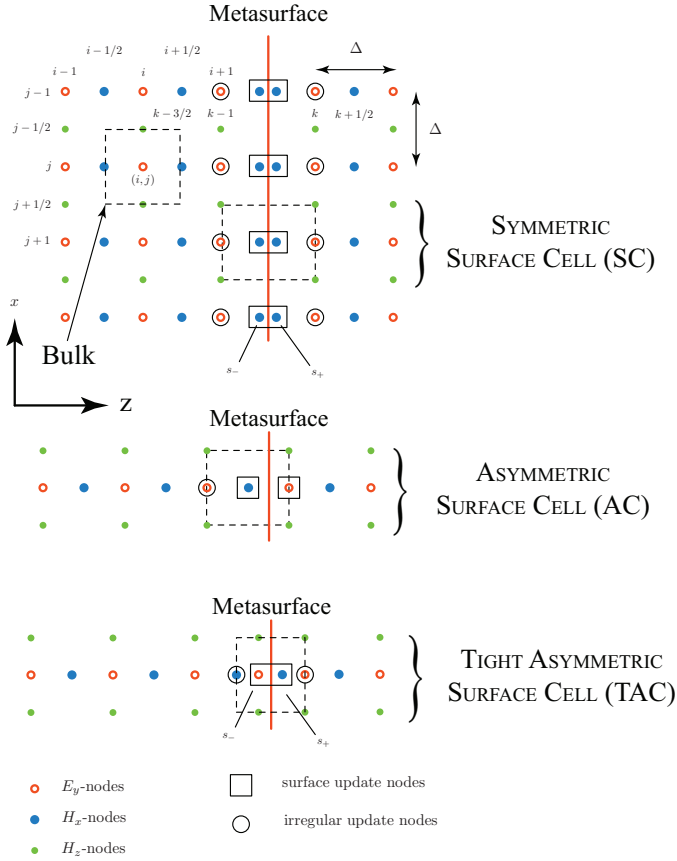 Metasurface
i − 1/2
i + 1/2
Δ
i − 1
i
i + 1
j − 1
k − 3/2
k − 1
k
k + 1/2
j − 1/2
Δ
j
(i, j)
j + 1/2
j + 1
SYMMETRIC
SURFACE CELL (SC)
x
Bulk
s−
s+
z
Metasurface
ASYMMETRIC
SURFACE CELL (AC)
Metasurface
TIGHT ASYMMETRIC
SURFACE CELL (TAC)
s−
s+
Ey-nodes
surface update nodes
Hx-nodes
irregular update nodes
Hz-nodes